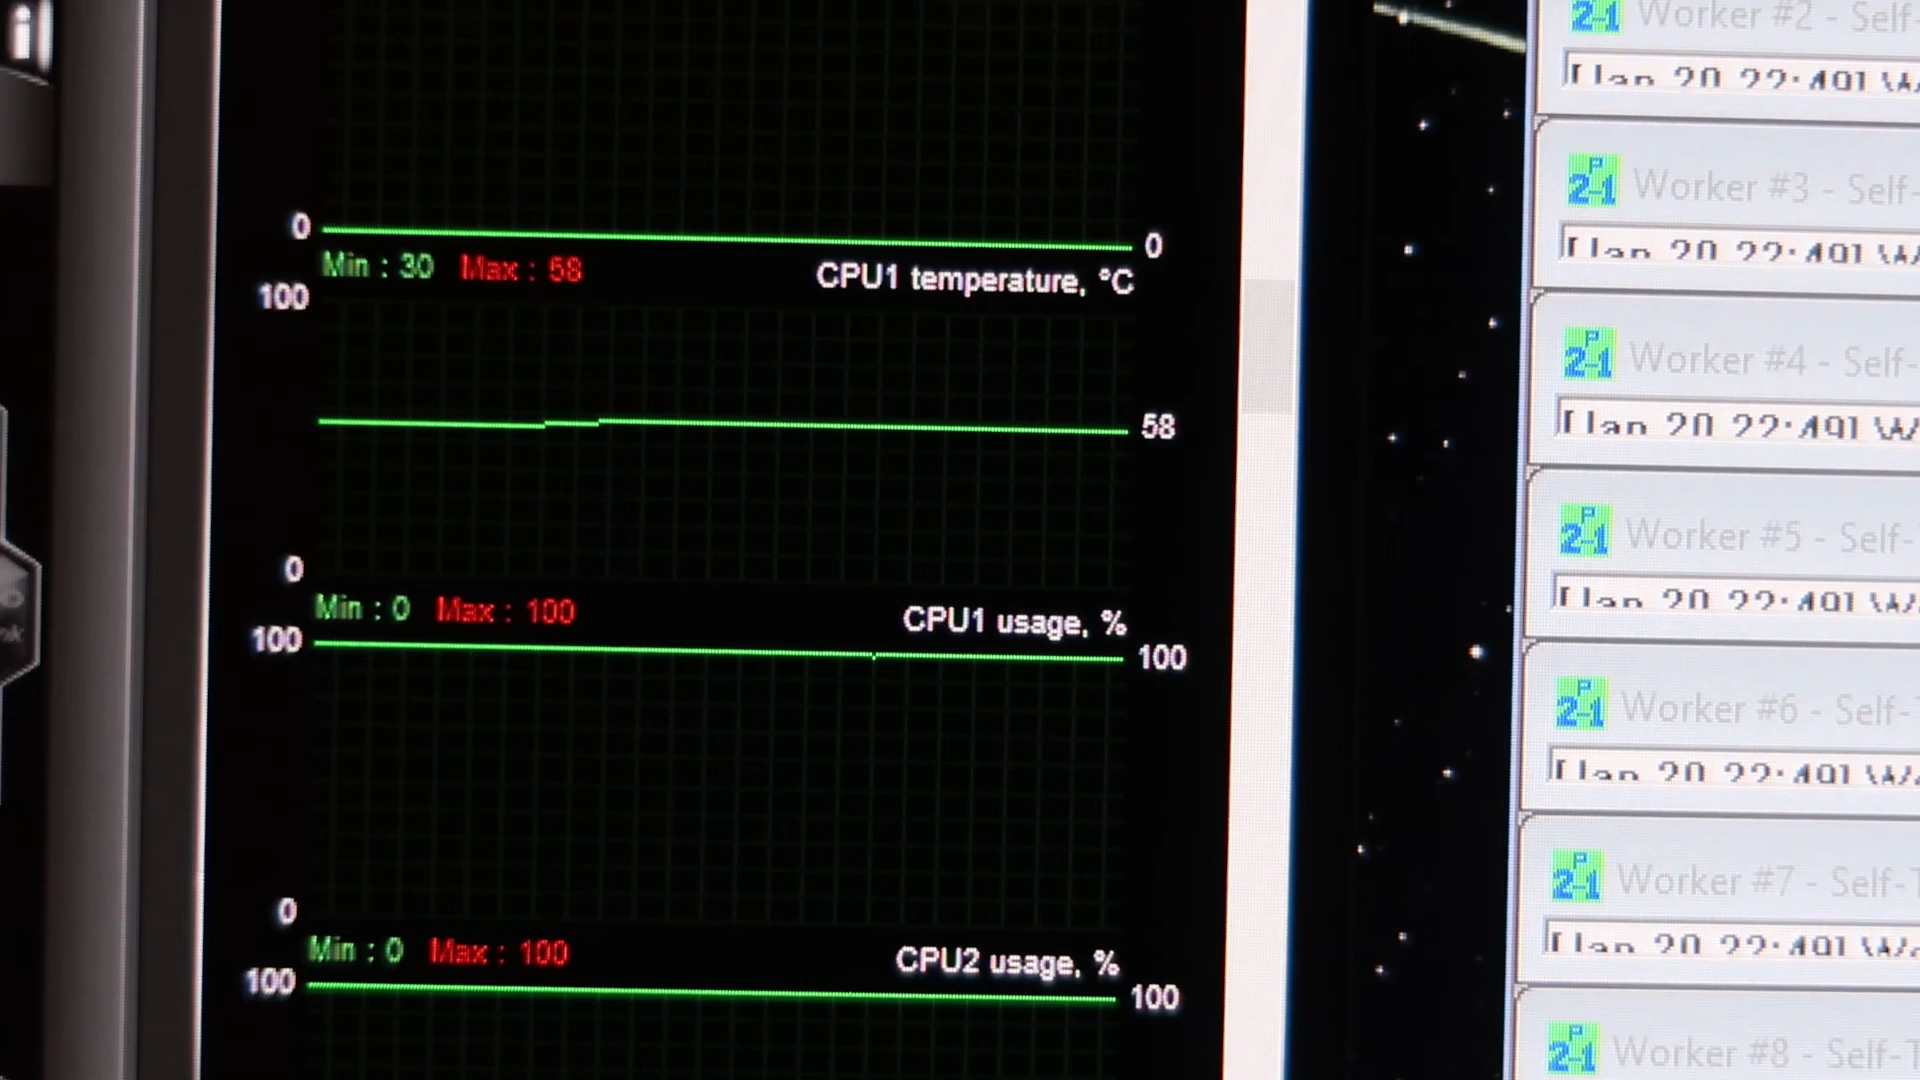 0
0
Min : 30 Max : 58
CPU1 temperature, °C
100
58
0
Min : 0 Max : 100
CPU1 usage, %
100
100
0
Min : 0 Max : 100
CPU2 usage, %
100
100
Worker #2 - Self-
Worker #3 - Self-
Worker #4 - Self-
Worker #5 - Self-
Worker #6 - Self-
Worker #7 - Self-
Worker #8 - Self-